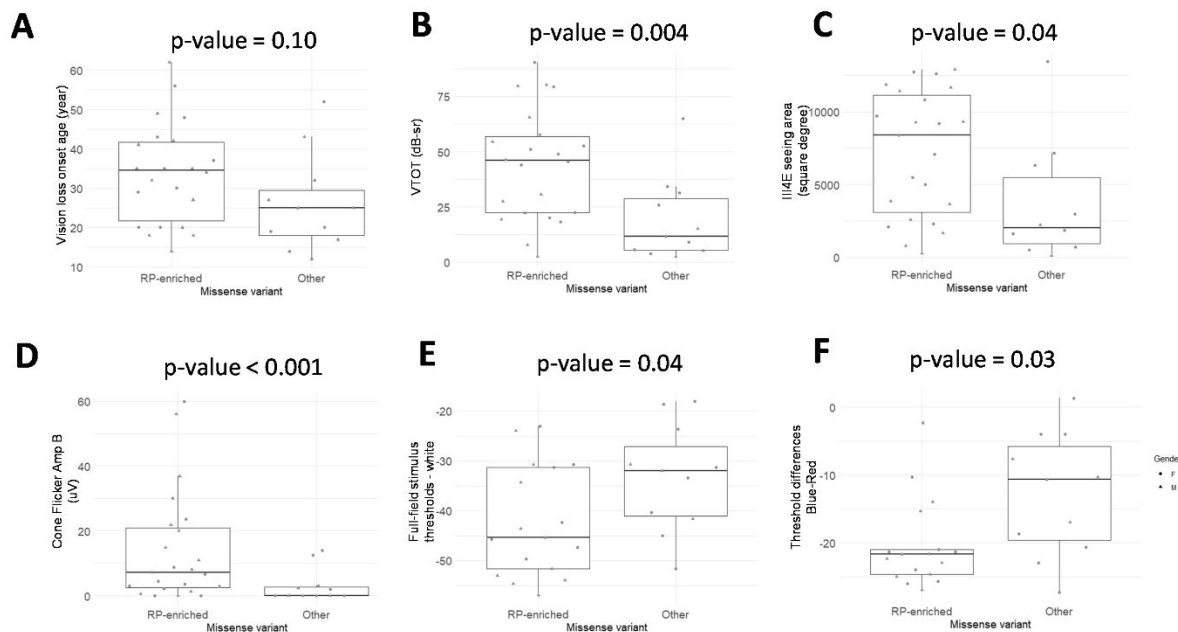 A
p-value = 0.10
Vision loss onset age (year)
60
50
40
30
20
10
RP-enriched
Other
Missense variant
B
p-value = 0.004
VTOT (dB-sr)
75
50
25
0
RP-enriched
Other
Missense variant
C
p-value = 0.04
III4E seeing area
(square degree)
10000
5000
0
RP-enriched
Other
Missense variant
D
p-value < 0.001
Cone Flicker Amp B
(uV)
60
40
20
0
RP-enriched
Other
Missense variant
E
p-value = 0.04
Full-field stimulus
thresholds - white
-20
-30
-40
-50
RP-enriched
Other
Missense variant
F
p-value = 0.03
Threshold differences
Blue-Red
0
-10
-20
RP-enriched
Other
Missense variant
Gende
F
M